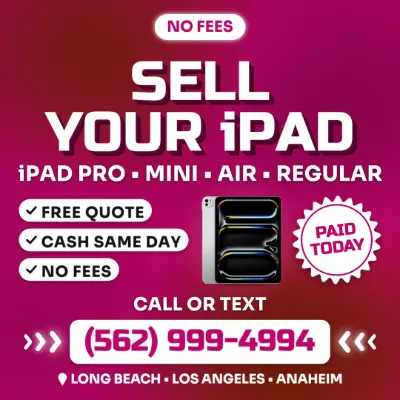 NO FEES
SELL
YOUR iPAD
iPAD PRO ▪ MINI ▪ AIR ▪ REGULAR
FREE QUOTE
CASH SAME DAY
NO FEES
PAID
TODAY
CALL OR TEXT
(562) 999-4994
LONG BEACH ▪ LOS ANGELES ▪ ANAHEIM